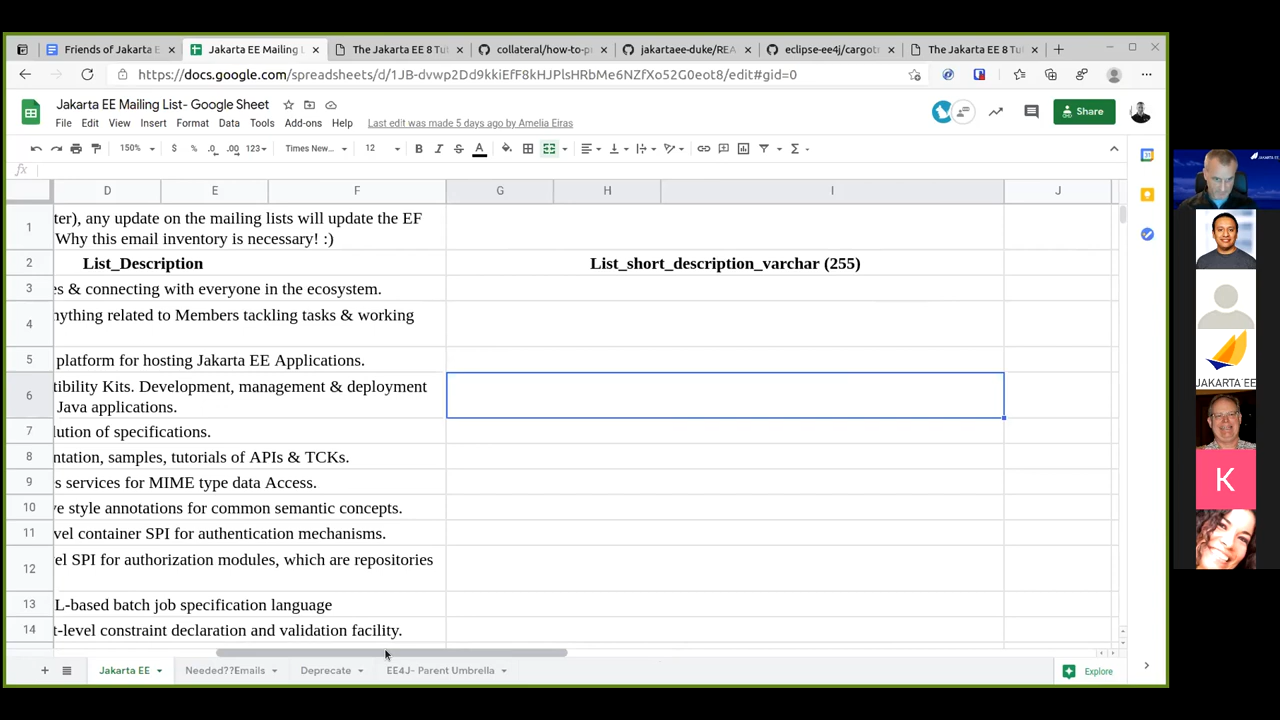 Friends of Jakarta E
Jakarta EE Mailing L
The Jakarta EE 8 Tut
collateral/how-to-p
jakartaee-duke/REA
eclipse-ee4j/cargot
The Jakarta EE 8 Tut
https://docs.google.com/spreadsheets/d/1JB-dvwp2Dd9kkiEfF8kHJPlsHRbMe6NZfXo52G0eot8/edit#gid=0
Jakarta EE Mailing List- Google Sheet
File Edit View Insert Format Data Tools Add-ons Help Last edit was made 5 days ago by Amelia Eiras
Share
150% $ % .0 .00 123 Times New... 12 B I S A
fx
D E F G H I J
1 ter), any update on the mailing lists will update the EF
Why this email inventory is necessary! :)
2 List_Description List_short_description_varchar (255)
3 es & connecting with everyone in the ecosystem.
4 nything related to Members tackling tasks & working
5 platform for hosting Jakarta EE Applications.
6 tibility Kits. Development, management & deployment
Java applications.
7 lution of specifications.
8 ntation, samples, tutorials of APIs & TCKs.
9 s services for MIME type data Access.
10 ve style annotations for common semantic concepts.
11 vel container SPI for authentication mechanisms.
12 el SPI for authorization modules, which are repositories
13 L-based batch job specification language
14 t-level constraint declaration and validation facility.
Jakarta EE Needed??Emails Deprecate EE4J- Parent Umbrella Explore
JAKARTA EE
JAKARTA EE
K